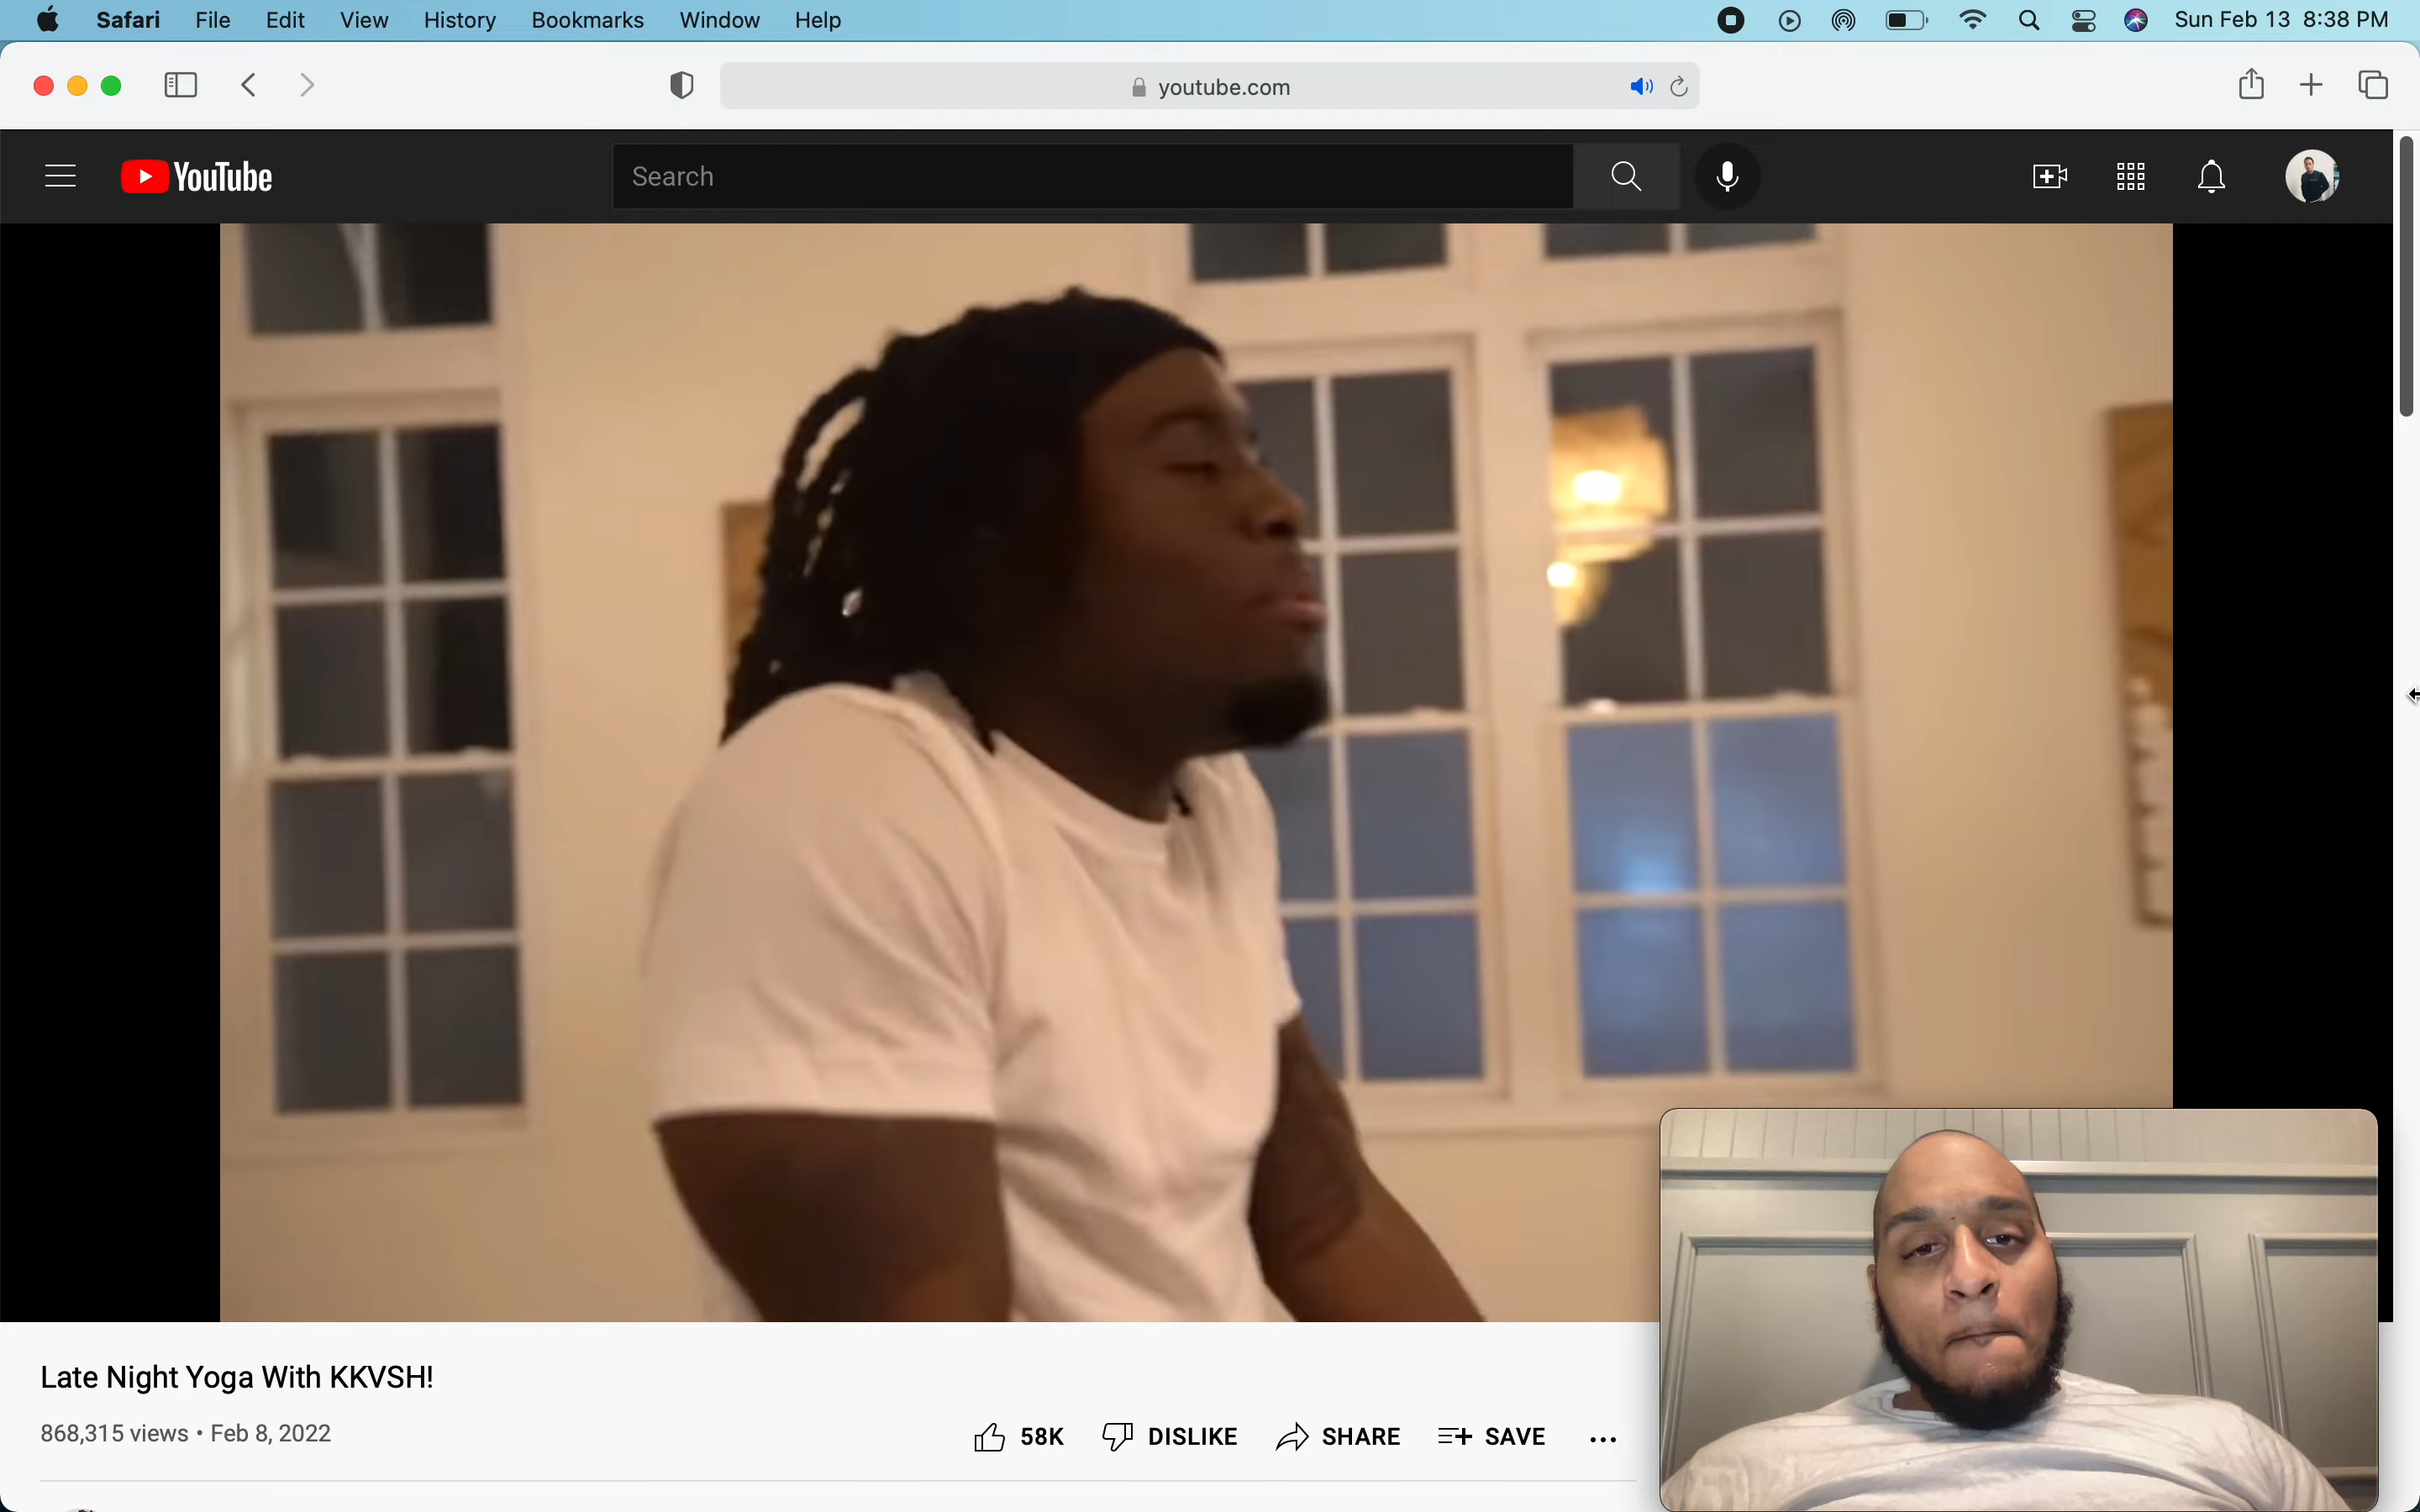 Safari File Edit View History Bookmarks Window Help Sun Feb 13 8:38 PM
youtube.com
YouTube Search
Late Night Yoga With KKVSH!
868,315 views • Feb 8, 2022 58K DISLIKE SHARE SAVE